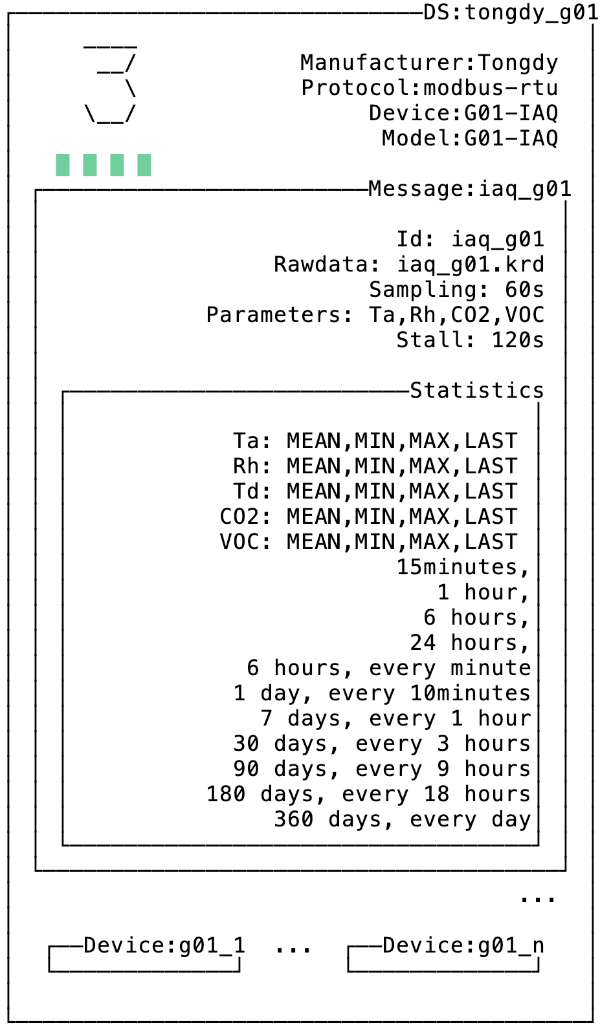 DS:tongdy_g01
Manufacturer:Tongdy
Protocol:modbus-rtu
Device:G01-IAQ
Model:G01-IAQ
Message:iaq_g01
Id: iaq_g01
Rawdata: iaq_g01.krd
Sampling: 60s
Parameters: Ta,Rh,CO2,VOC
Stall: 120s
Statistics
Ta: MEAN,MIN,MAX,LAST
Rh: MEAN,MIN,MAX,LAST
Td: MEAN,MIN,MAX,LAST
CO2: MEAN,MIN,MAX,LAST
VOC: MEAN,MIN,MAX,LAST
15minutes,
1 hour,
6 hours,
24 hours,
6 hours, every minute
1 day, every 10minutes
7 days, every 1 hour
30 days, every 3 hours
90 days, every 9 hours
180 days, every 18 hours
360 days, every day
...
Device:g01_1 ... Device:g01_n